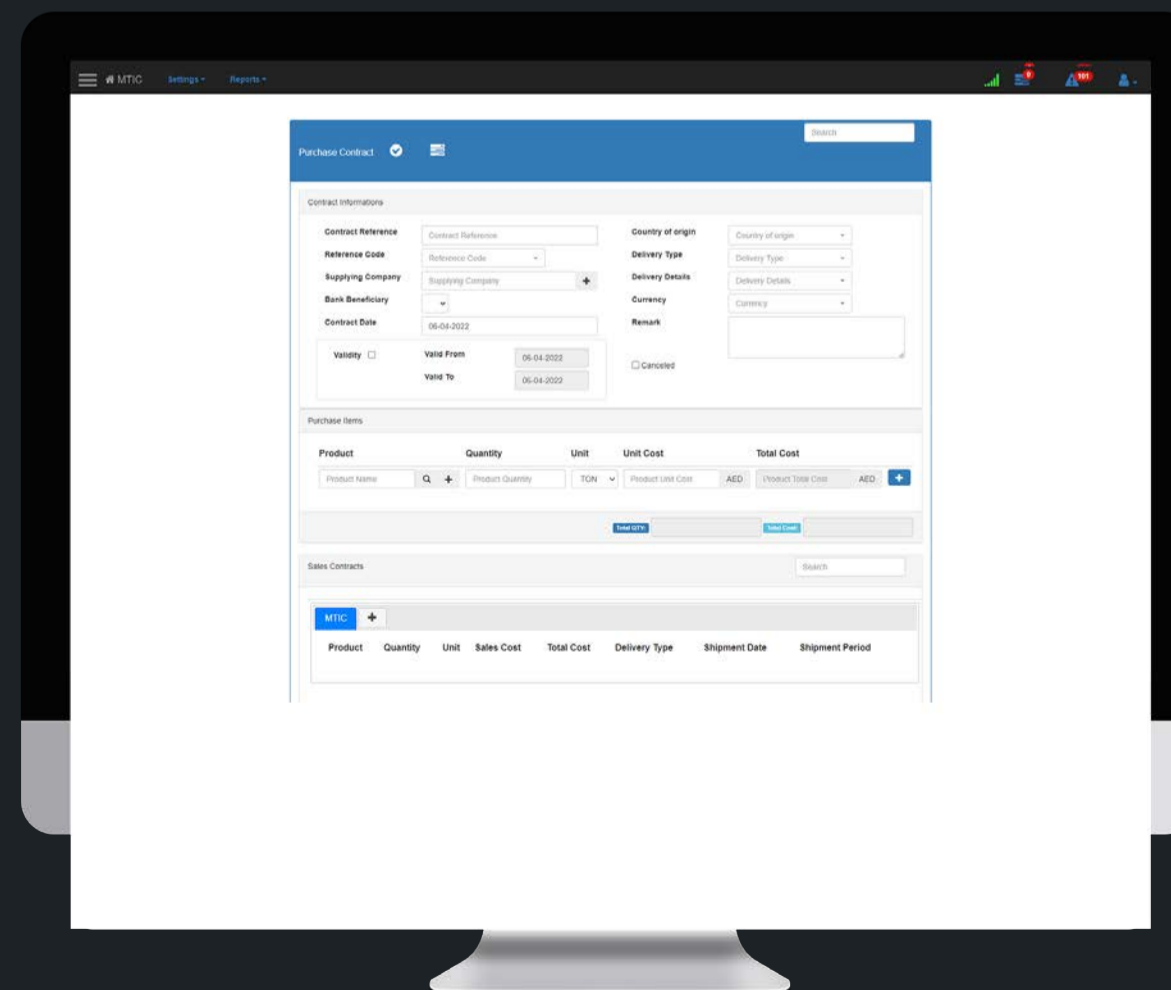 MTIC Settings Reports 0 101
Search
Purchase Contract
Contract Informations
Contract Reference Contract Reference Country of origin Country of origin
Reference Code Reference Code Delivery Type Delivery Type
Supplying Company Supplying Company Delivery Details Delivery Details
Bank Beneficiary Currency Currency
Contract Date 06-04-2022 Remark
Validity Valid From 06-04-2022
Canceled
Valid To 06-04-2022
Purchase Items
Product Quantity Unit Unit Cost Total Cost
Product Name Product Quantity TON Product Unit Cost AED Product Total Cost AED
Total QTY: Total Cost:
Sales Contracts Search
MTIC
Product Quantity Unit Sales Cost Total Cost Delivery Type Shipment Date Shipment Period